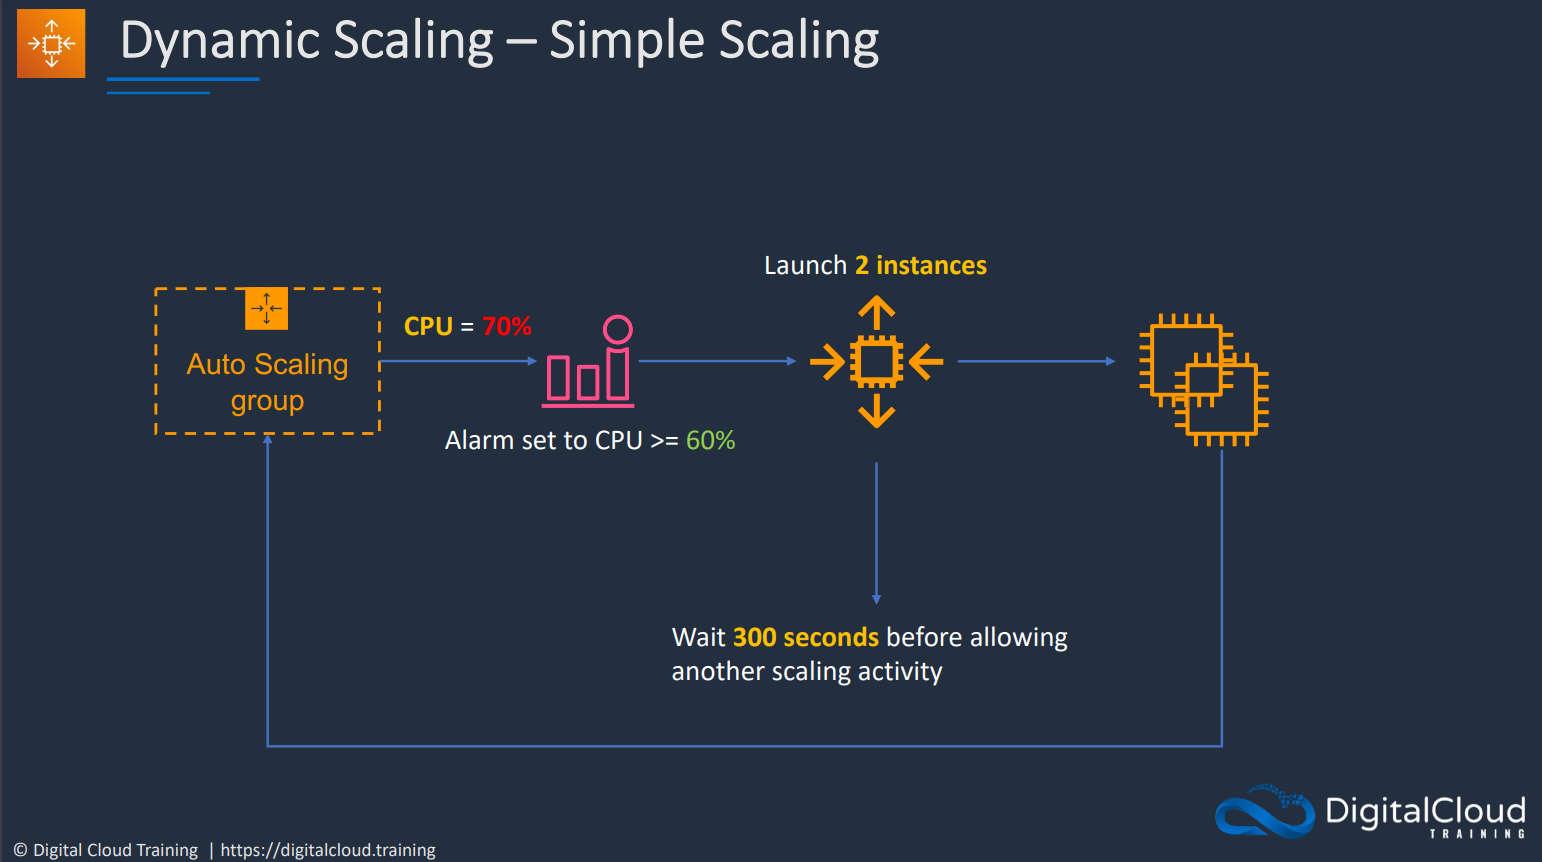 Dynamic Scaling – Simple Scaling
Launch 2 instances
Auto Scaling
group
CPU = 70%
Alarm set to CPU >= 60%
Wait 300 seconds before allowing
another scaling activity
DigitalCloud
TRAINING
© Digital Cloud Training | https://digitalcloud.training